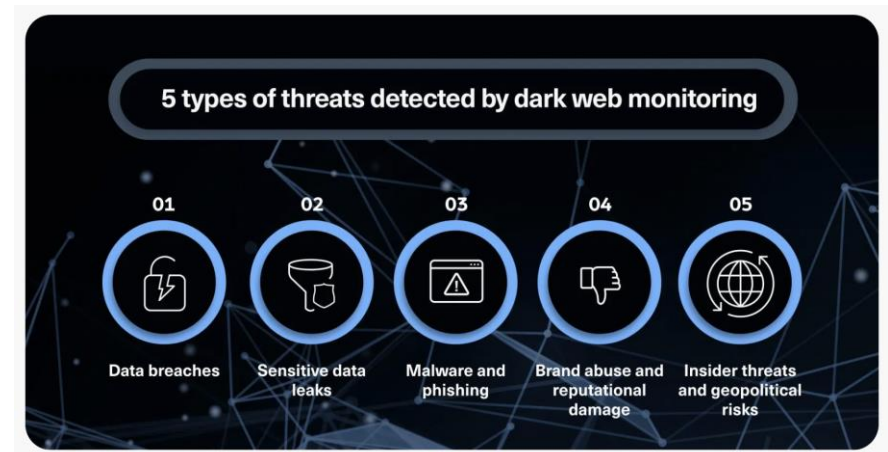 5 types of threats detected by dark web monitoring
01
02
03
04
05
Data breaches
Sensitive data
leaks
Malware and
phishing
Brand abuse and
reputational
damage
Insider threats
and geopolitical
risks